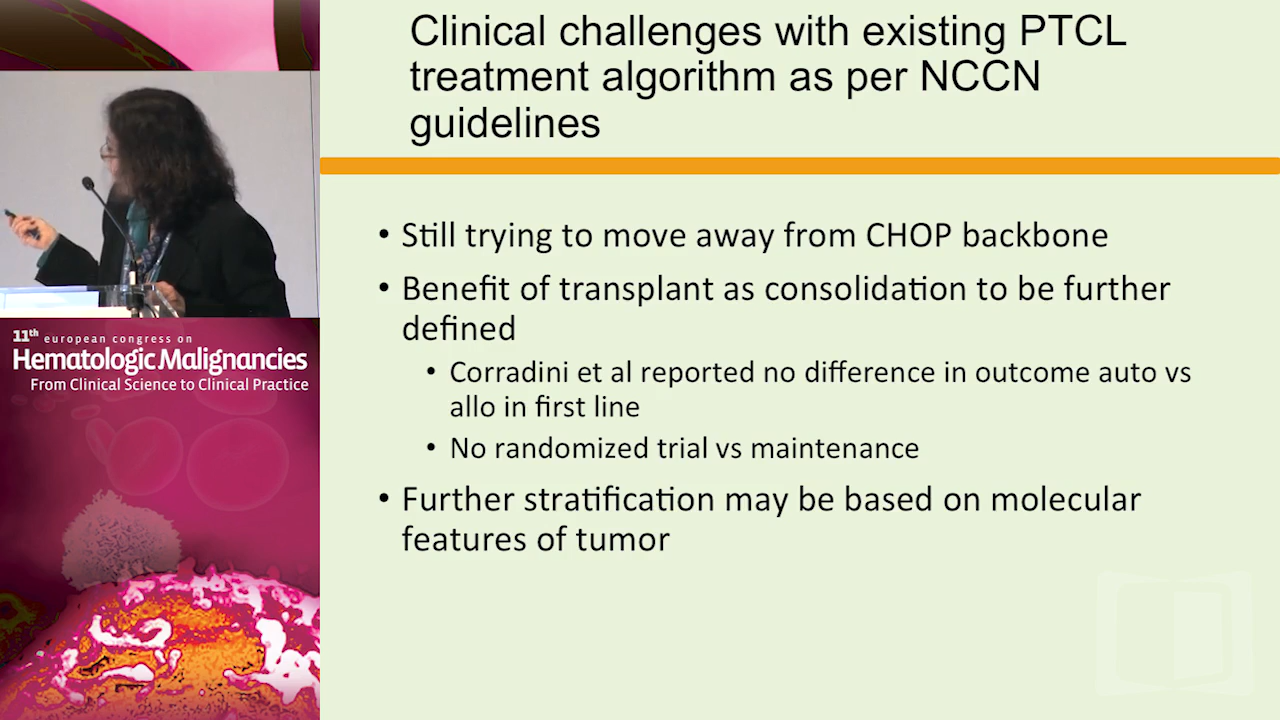 Clinical challenges with existing PTCL
treatment algorithm as per NCCN
guidelines
• Still trying to move away from CHOP backbone
• Benefit of transplant as consolidation to be further
defined
• Corradini et al reported no difference in outcome auto vs
allo in first line
• No randomized trial vs maintenance
• Further stratification may be based on molecular
features of tumor
11th european congress on
Hematologic Malignancies
From Clinical Science to Clinical Practice